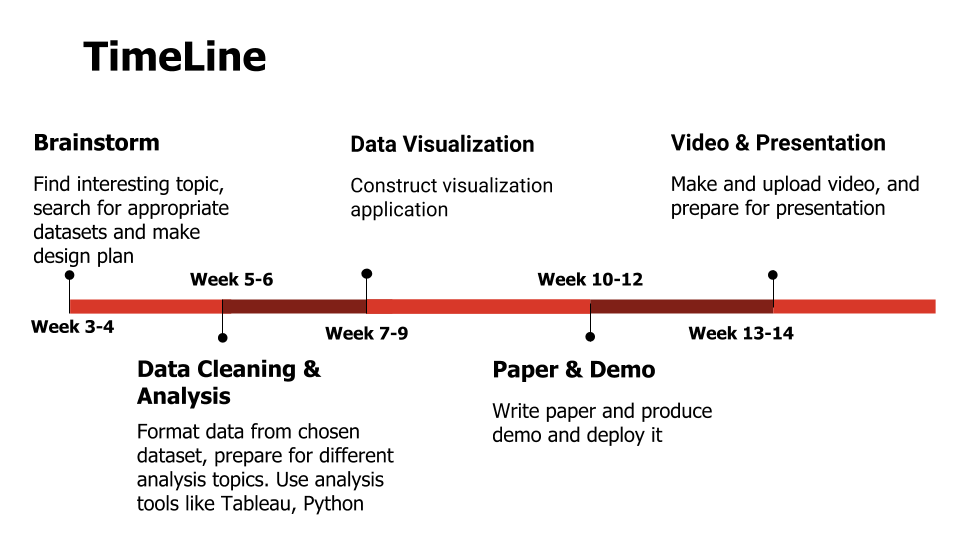 TimeLine
Brainstorm
Find interesting topic,
search for appropriate
datasets and make
design plan
Data Visualization
Construct visualization
application
Video & Presentation
Make and upload video, and
prepare for presentation
Week 5-6
Week 10-12
Week 3-4
Week 7-9
Week 13-14
Data Cleaning &
Analysis
Format data from chosen
dataset, prepare for different
analysis topics. Use analysis
tools like Tableau, Python
Paper & Demo
Write paper and produce
demo and deploy it